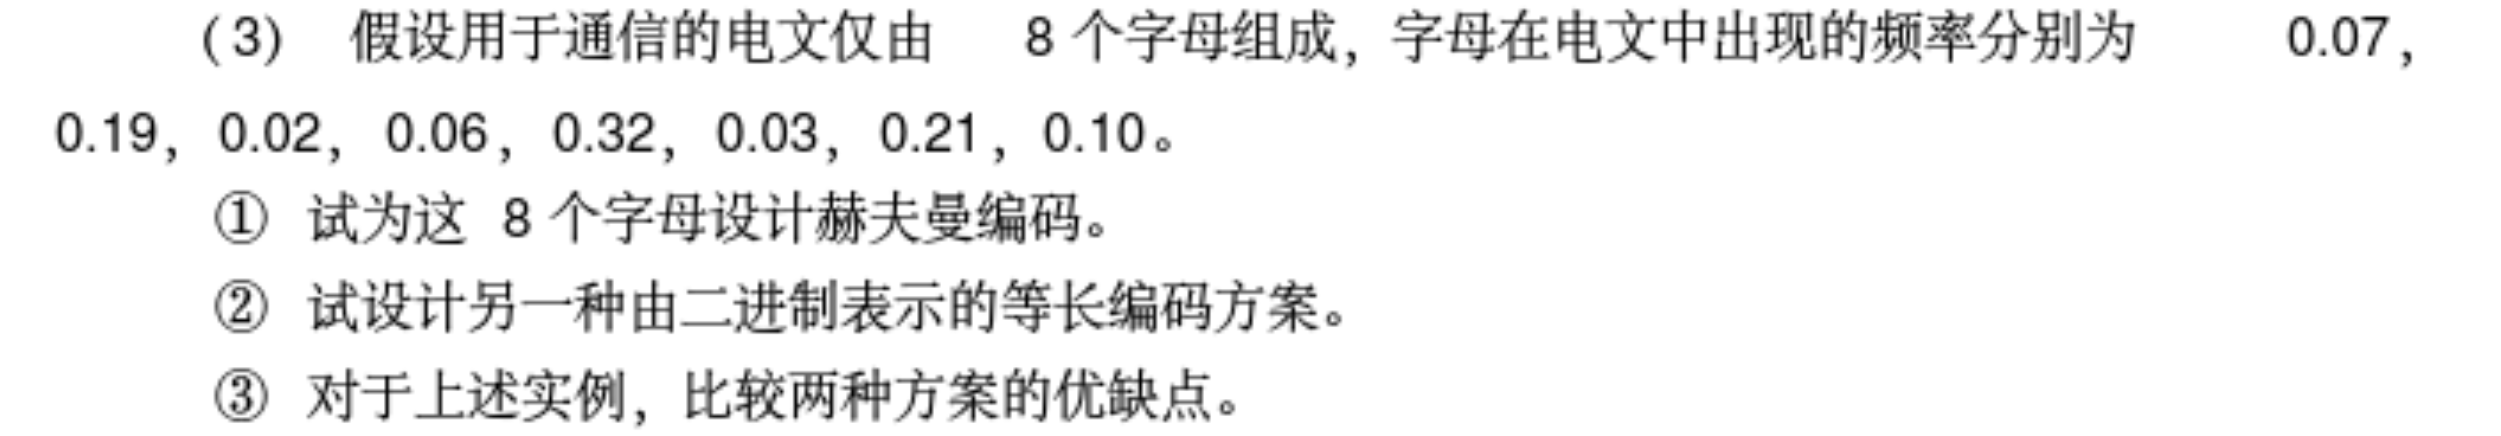 (3) 假设用于通信的电文仅由 8 个字母组成, 字母在电文中出现的频率分别为 0.07,
0.19, 0.02, 0.06, 0.32, 0.03, 0.21, 0.10。
① 试为这 8 个字母设计赫夫曼编码。
② 试设计另一种由二进制表示的等长编码方案。
③ 对于上述实例, 比较两种方案的优缺点。